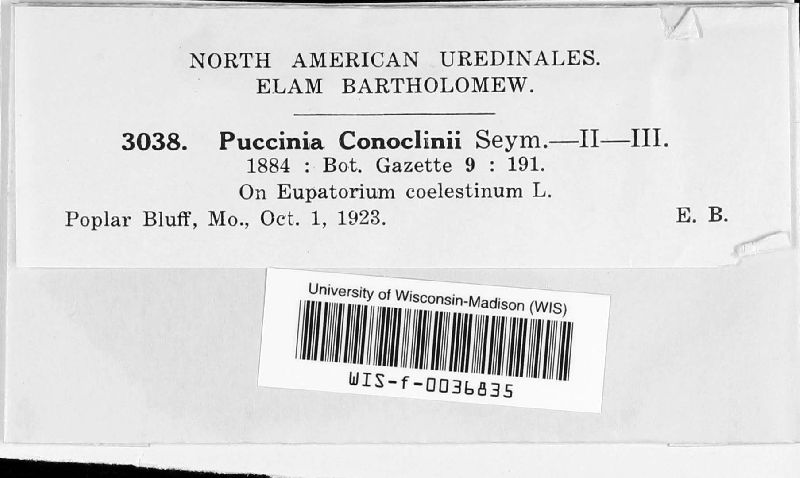 NORTH AMERICAN UREDINALES.
ELAM BARTHOLOMEW.
3038. Puccinia Conoclinii Seym.—II—III.
1884 : Bot. Gazette 9 : 191.
On Eupatorium coelestinum L.
Poplar Bluff, Mo., Oct. 1, 1923. E. B.
University of Wisconsin-Madison (WIS)
WIS-f-0036835